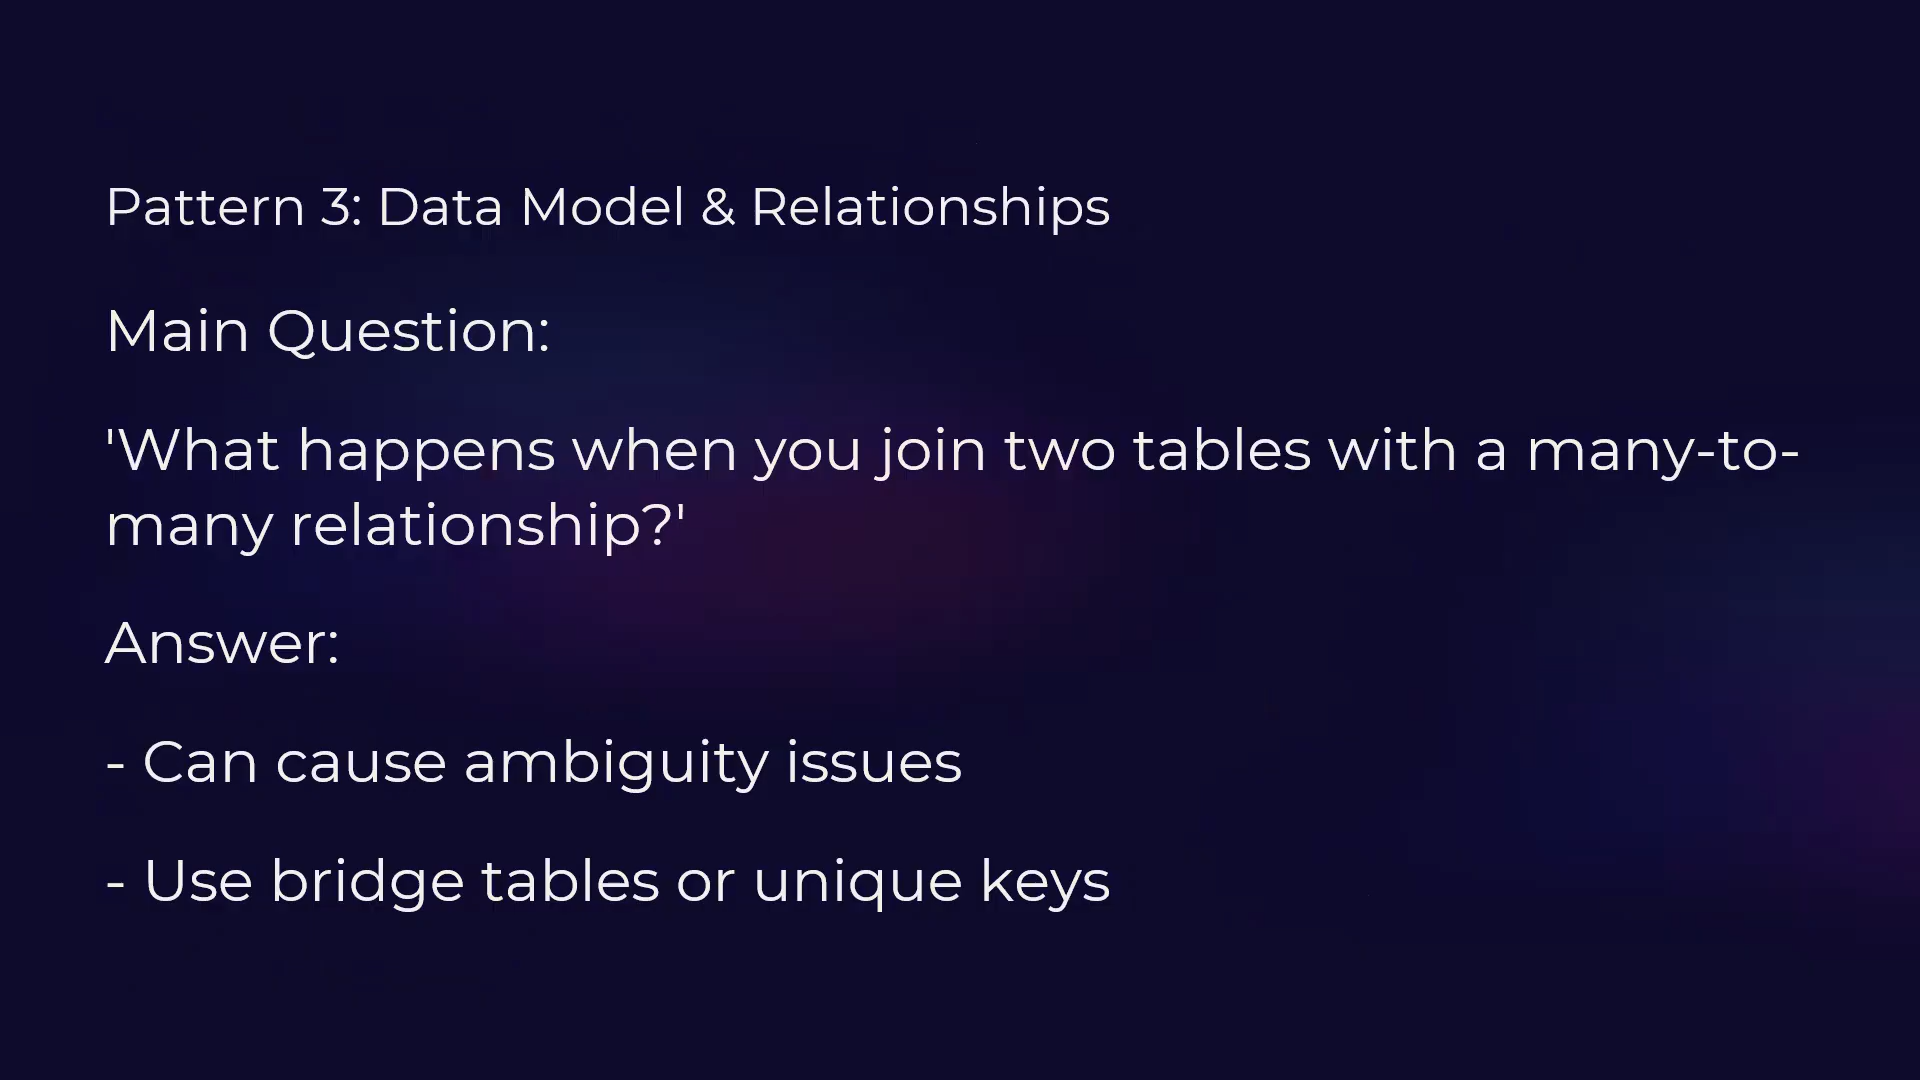 Pattern 3: Data Model & Relationships
Main Question:
'What happens when you join two tables with a many-to-
many relationship?'
Answer:
- Can cause ambiguity issues
- Use bridge tables or unique keys